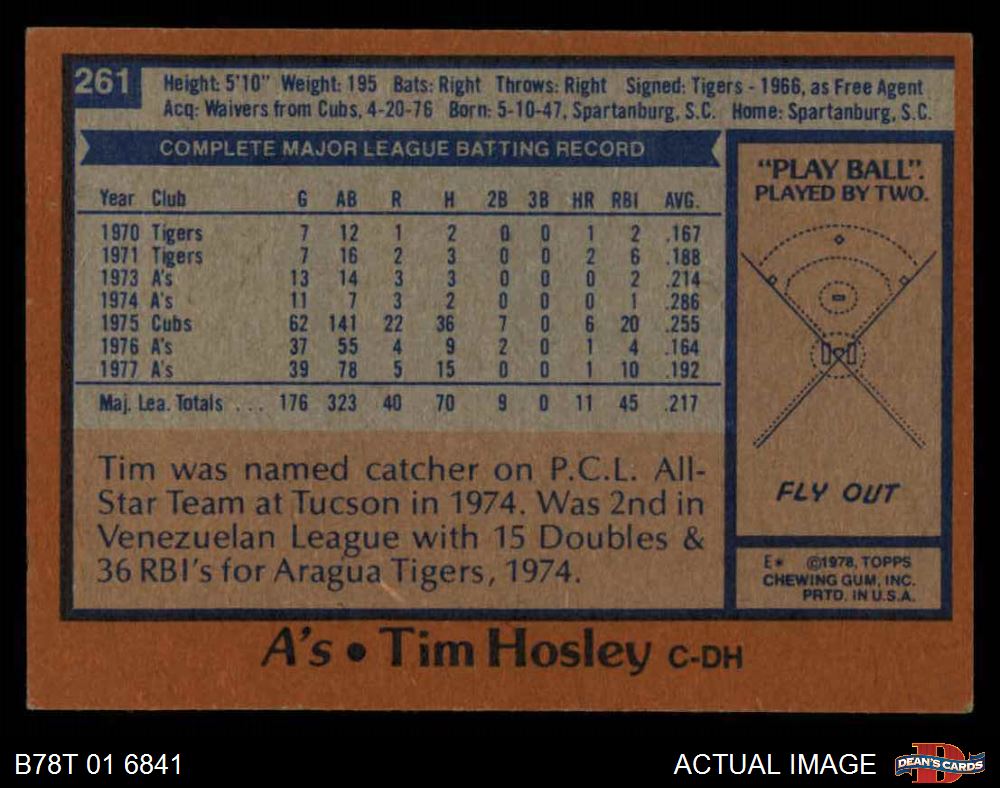 261
Height: 5'10" Weight: 195 Bats: Right Throws: Right Signed: Tigers - 1966, as Free Agent
Acq: Waivers from Cubs, 4-20-76 Born: 5-10-47, Spartanburg, S.C. Home: Spartanburg, S.C.
COMPLETE MAJOR LEAGUE BATTING RECORD
Year Club G AB R H 2B 3B HR RBI AVG.
1970 Tigers 7 12 1 2 0 0 1 2 .167
1971 Tigers 7 16 2 3 0 0 2 6 .188
1973 A's 13 14 3 3 0 0 0 2 .214
1974 A's 11 7 3 2 0 0 0 1 .286
1975 Cubs 62 141 22 36 7 0 6 20 .255
1976 A's 37 55 4 9 2 0 1 4 .164
1977 A's 39 78 5 15 0 0 1 10 .192
Maj. Lea. Totals ... 176 323 40 70 9 0 11 45 .217
Tim was named catcher on P.C.L. All-
Star Team at Tucson in 1974. Was 2nd in
Venezuelan League with 15 Doubles &
36 RBI's for Aragua Tigers, 1974.
"PLAY BALL".
PLAYED BY TWO.
FLY OUT
E* ©1978, TOPPS
CHEWING GUM, INC.
PRTD. IN U.S.A.
A's • Tim Hosley C-DH
B78T 01 6841
ACTUAL IMAGE
DEAN'S CARDS